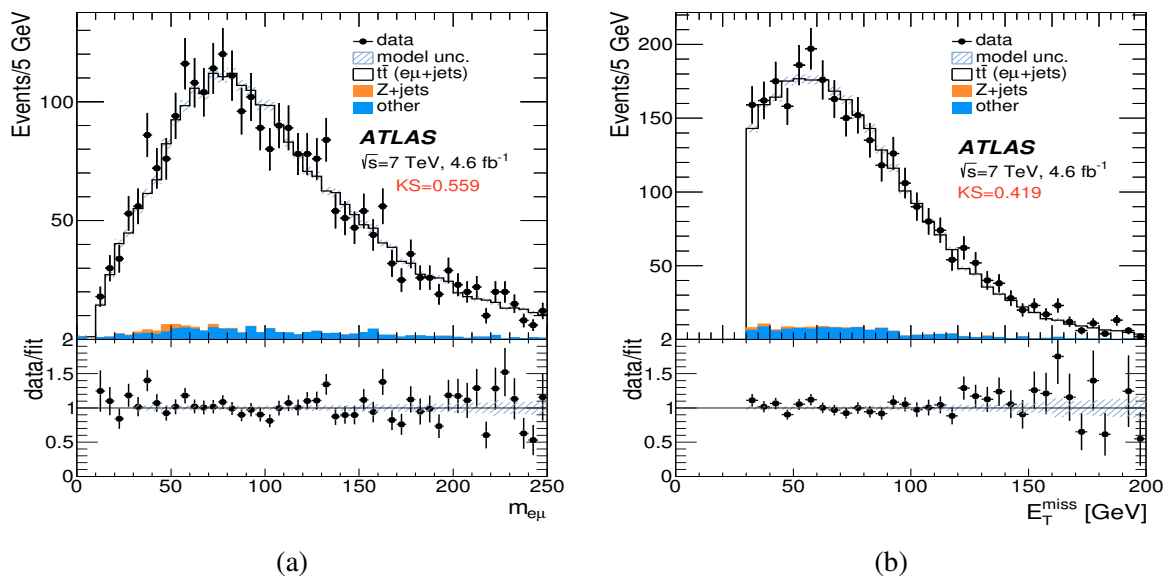 Events/5 GeV
100
50
data
model unc.
tt̄ (eμ+jets)
Z+jets
other
ATLAS
√s=7 TeV, 4.6 fb⁻¹
KS=0.559
data/fit
2
1.5
1
0.5
0
0 50 100 150 200 250
m_eμ
(a)
Events/5 GeV
200
150
100
50
data
model unc.
tt̄ (eμ+jets)
Z+jets
other
ATLAS
√s=7 TeV, 4.6 fb⁻¹
KS=0.419
data/fit
2
1.5
1
0.5
0
0 50 100 150 200
E_T^miss [GeV]
(b)